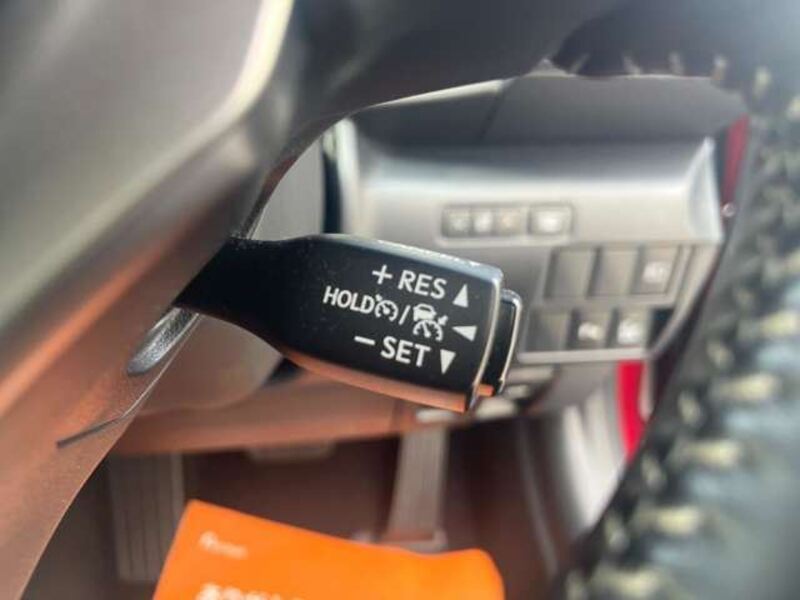 + RES
HOLD /
− SET